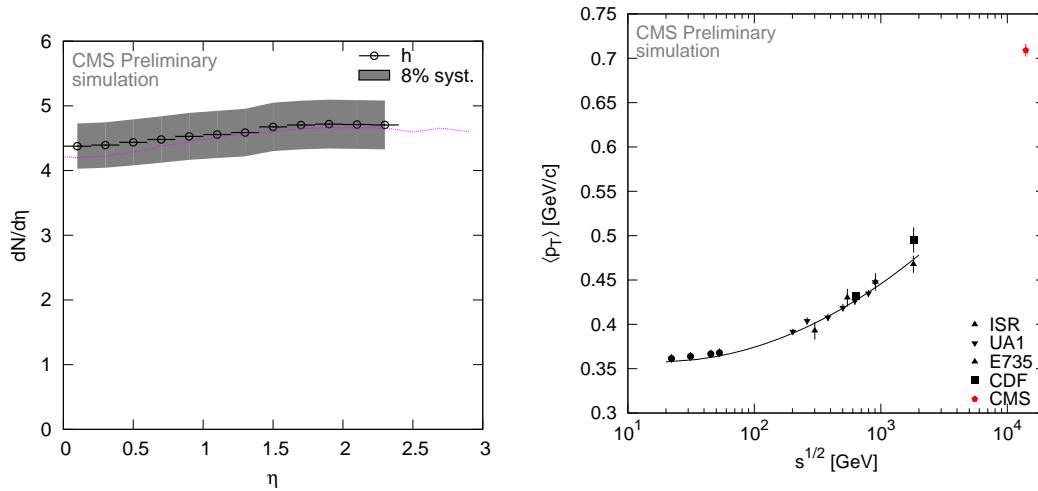 CMS Preliminary
simulation
h
8% syst.
6
5
4
3
2
1
0
0 0.5 1 1.5 2 2.5 3
dN/dη
η
CMS Preliminary
simulation
0.75
0.7
0.65
0.6
0.55
0.5
0.45
0.4
0.35
0.3
⟨p_T⟩ [GeV/c]
ISR
UA1
E735
CDF
CMS
10^1 10^2 10^3 10^4
s^{1/2} [GeV]